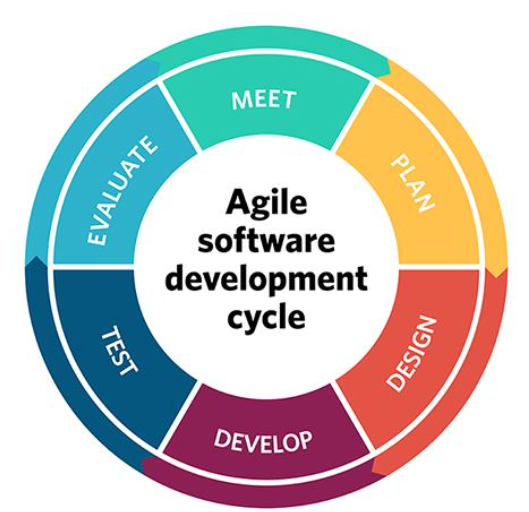 Agile
software
development
cycle
MEET
PLAN
DESIGN
DEVELOP
TEST
EVALUATE